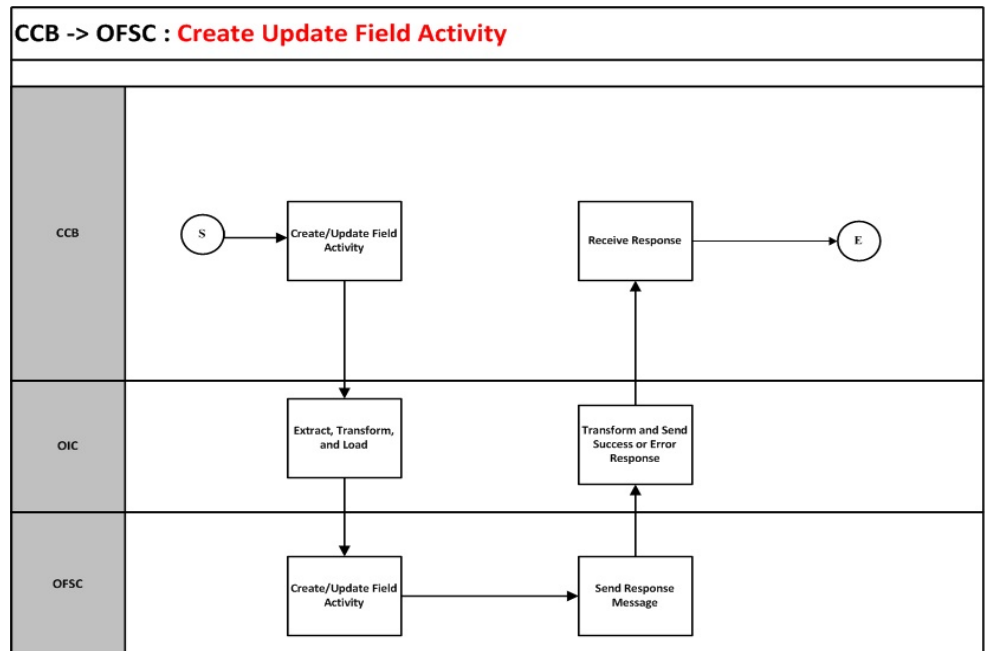 CCB -> OFSC : Create Update Field Activity
CCB
S
Create/Update Field
Activity
Receive Response
E
OIC
Extract, Transform,
and Load
Transform and Send
Success or Error
Response
OFSC
Create/Update Field
Activity
Send Response
Message